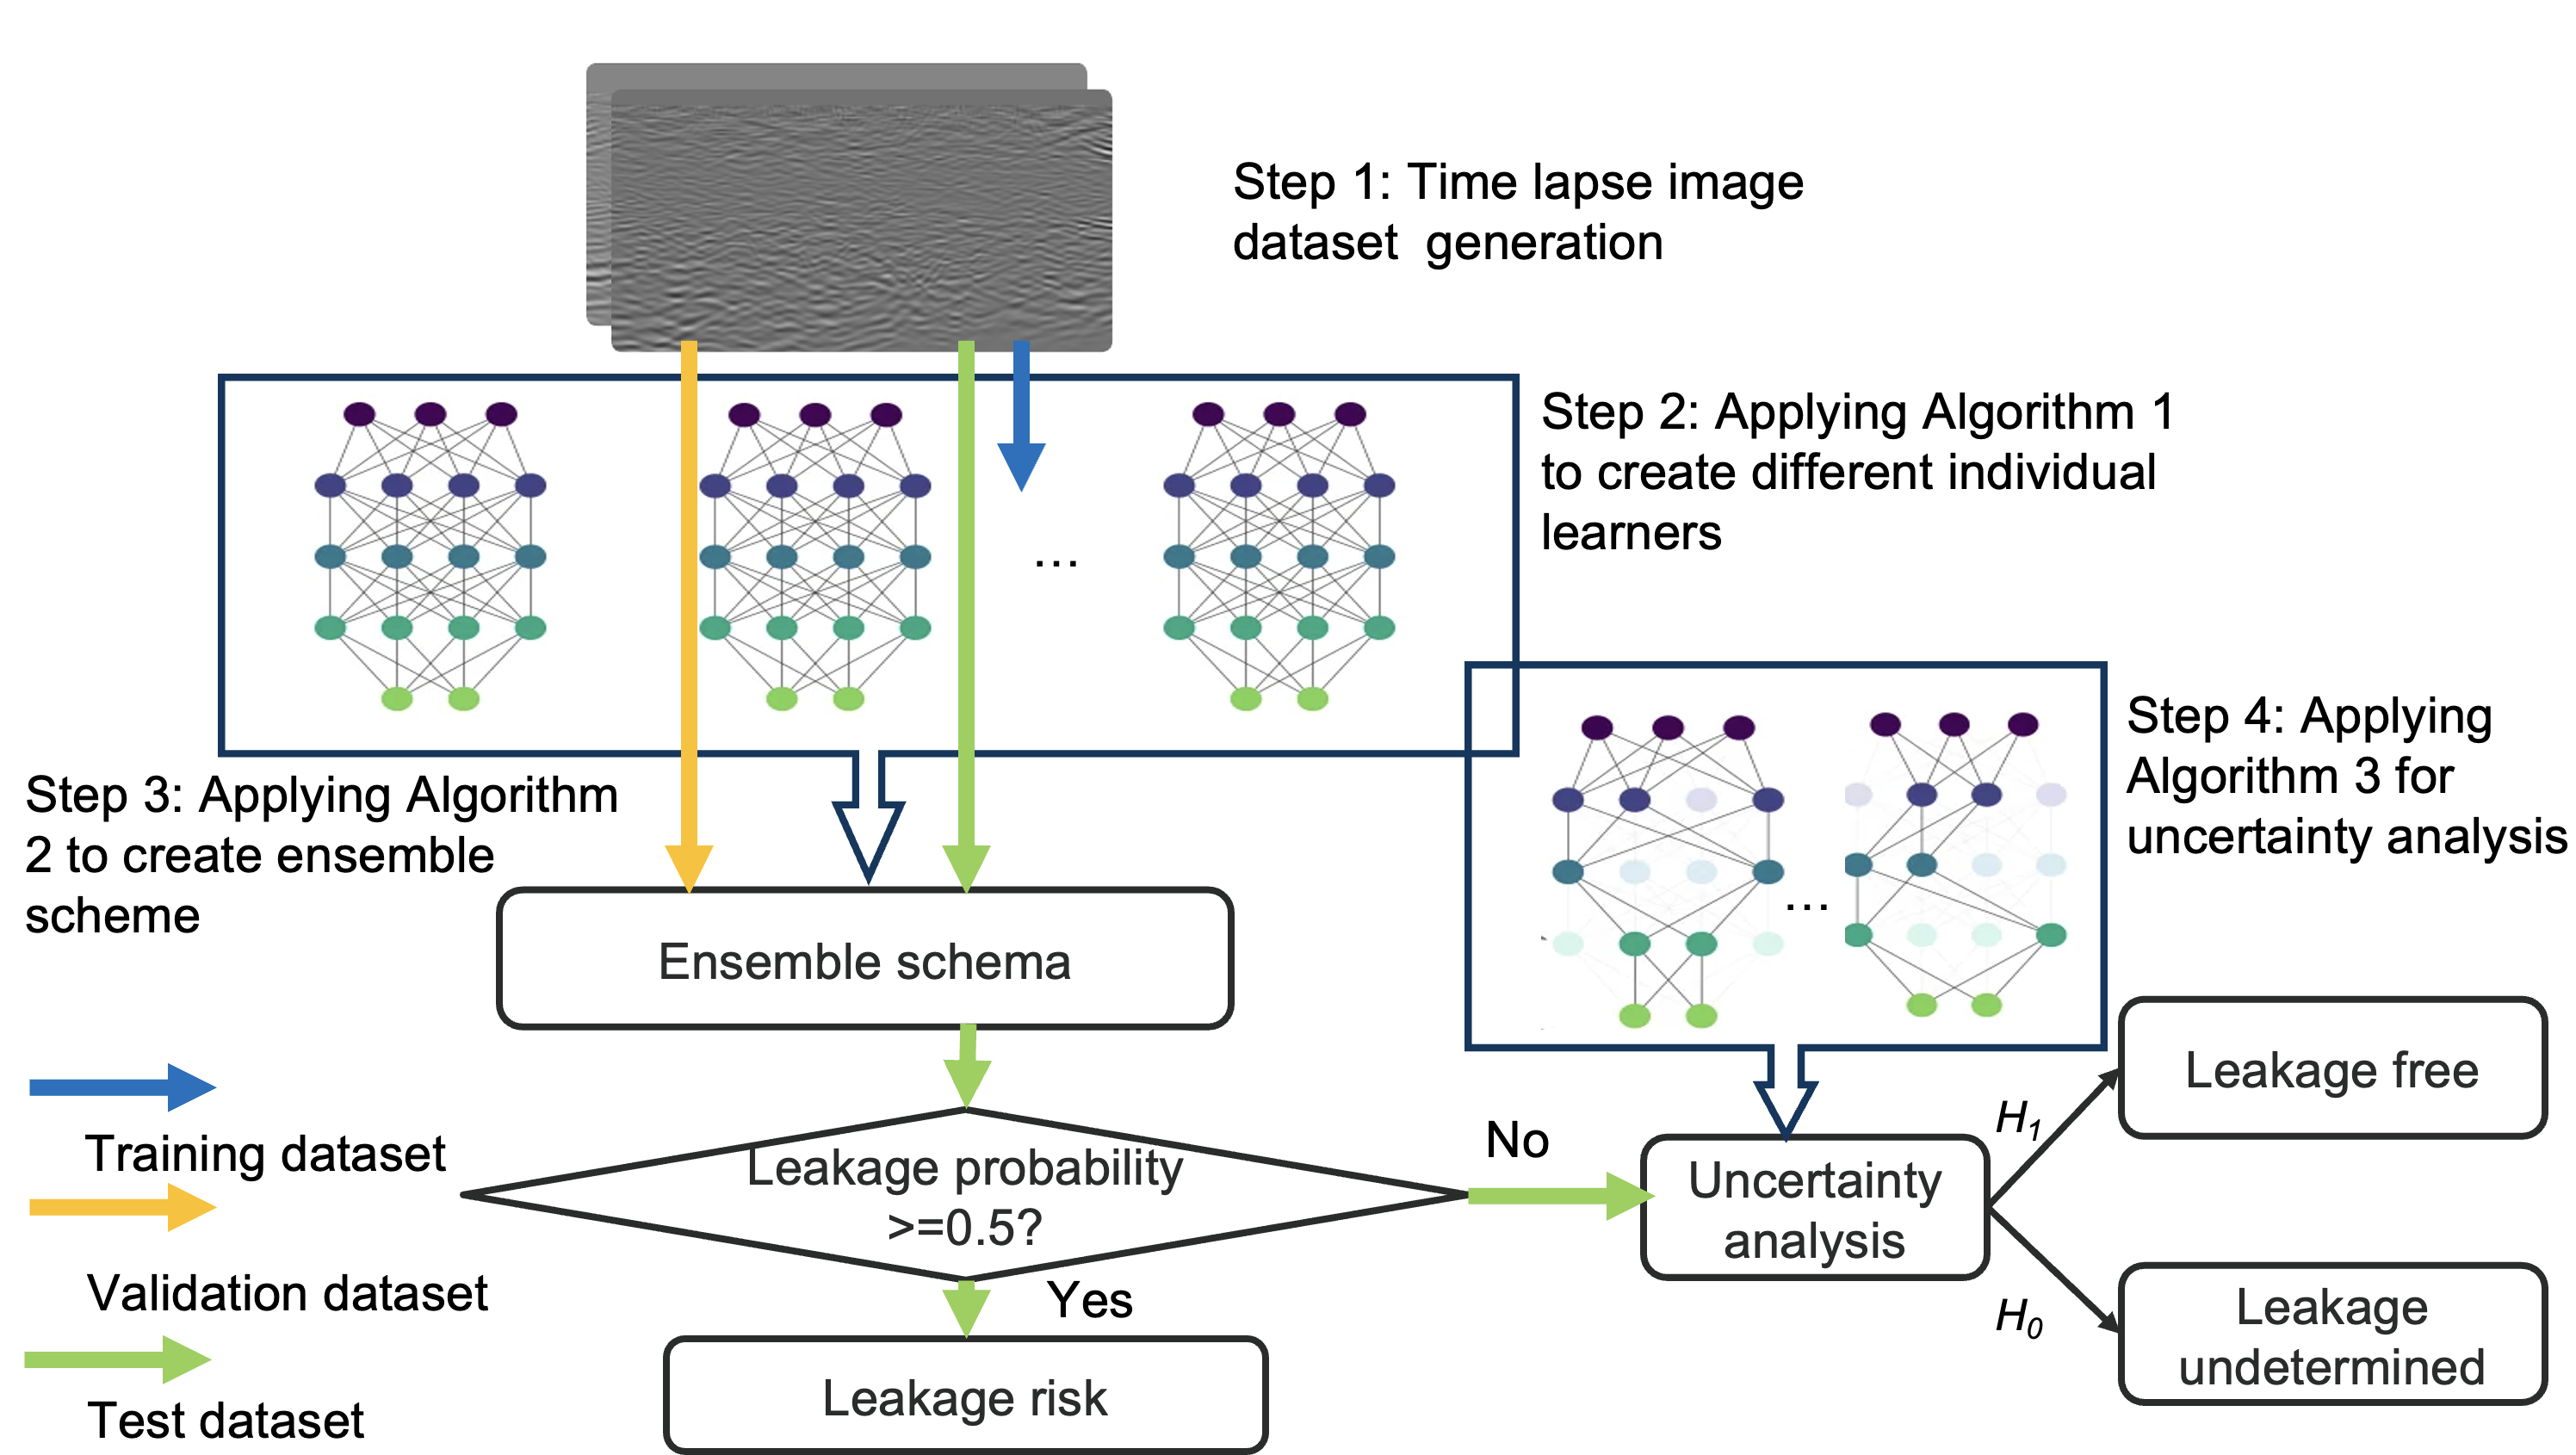 Step 1: Time lapse image
dataset generation
Step 2: Applying Algorithm 1
to create different individual
learners
...
Step 3: Applying Algorithm
2 to create ensemble
scheme
Step 4: Applying
Algorithm 3 for
uncertainty analysis
...
Ensemble schema
Training dataset
Validation dataset
Test dataset
Leakage probability
>=0.5?
No
Yes
Leakage risk
Uncertainty
analysis
H1
H0
Leakage free
Leakage
undetermined